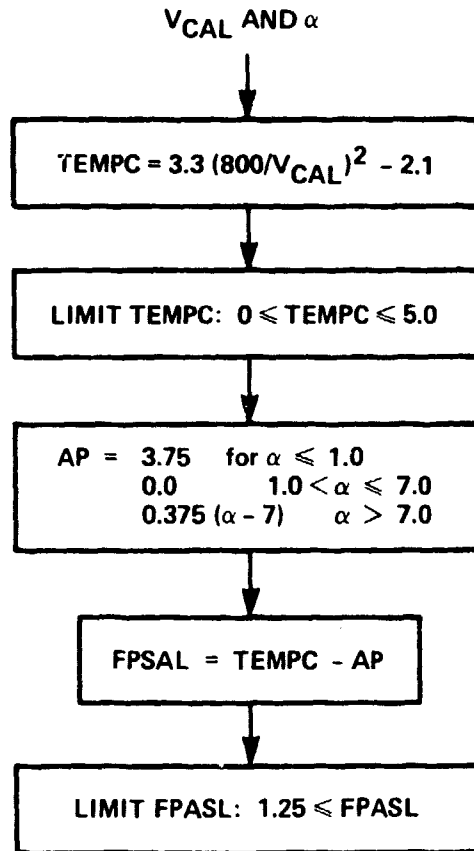 V_CAL AND α
TEMPC = 3.3 (800/V_CAL)² - 2.1
LIMIT TEMPC: 0 ⩽ TEMPC ⩽ 5.0
AP = 3.75 for α ⩽ 1.0
0.0 1.0 < α ⩽ 7.0
0.375 (α - 7) α > 7.0
FPSAL = TEMPC - AP
LIMIT FPASL: 1.25 ⩽ FPASL